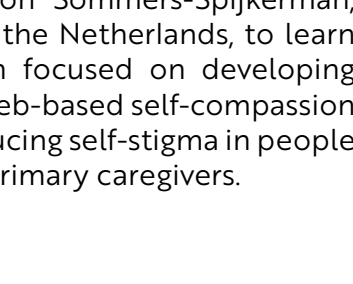 on Sommers-Spijkerman,
the Netherlands, to learn
focused on developing
eb-based self-compassion
ucing self-stigma in people
rimary caregivers.